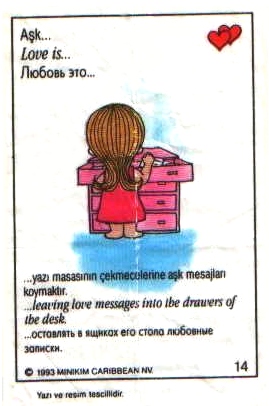 Aşk...
Love is...
Любовь это...
...yazı masasının çekmecelerine aşk mesajları
koymaktır.
...leaving love messages into the drawers of
the desk.
...оставлять в ящиках его стола любовные
записки.
© 1993 MINIKIM CARIBBEAN NV.
14
Yazı ve resim tescillidir.